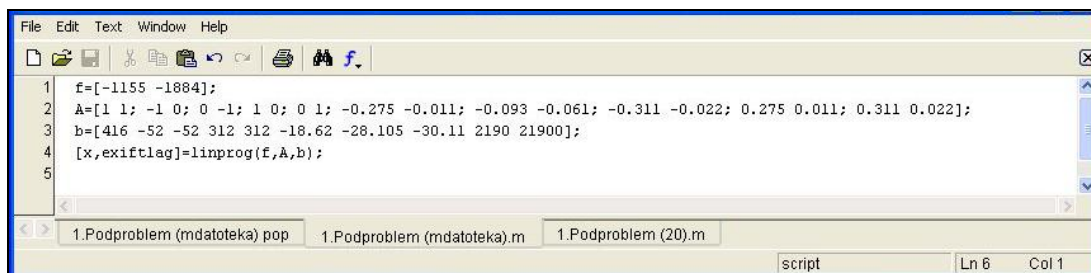 File Edit Text Window Help
1 f=[-1155 -1884];
2 A=[1 1; -1 0; 0 -1; 1 0; 0 1; -0.275 -0.011; -0.093 -0.061; -0.311 -0.022; 0.275 0.011; 0.311 0.022];
3 b=[416 -52 -52 312 312 -18.62 -28.105 -30.11 2190 21900];
4 [x,exiftlag]=linprog(f,A,b);
5
1.Podproblem (mdatoteka) pop 1.Podproblem (mdatoteka).m 1.Podproblem (20).m
script Ln 6 Col 1